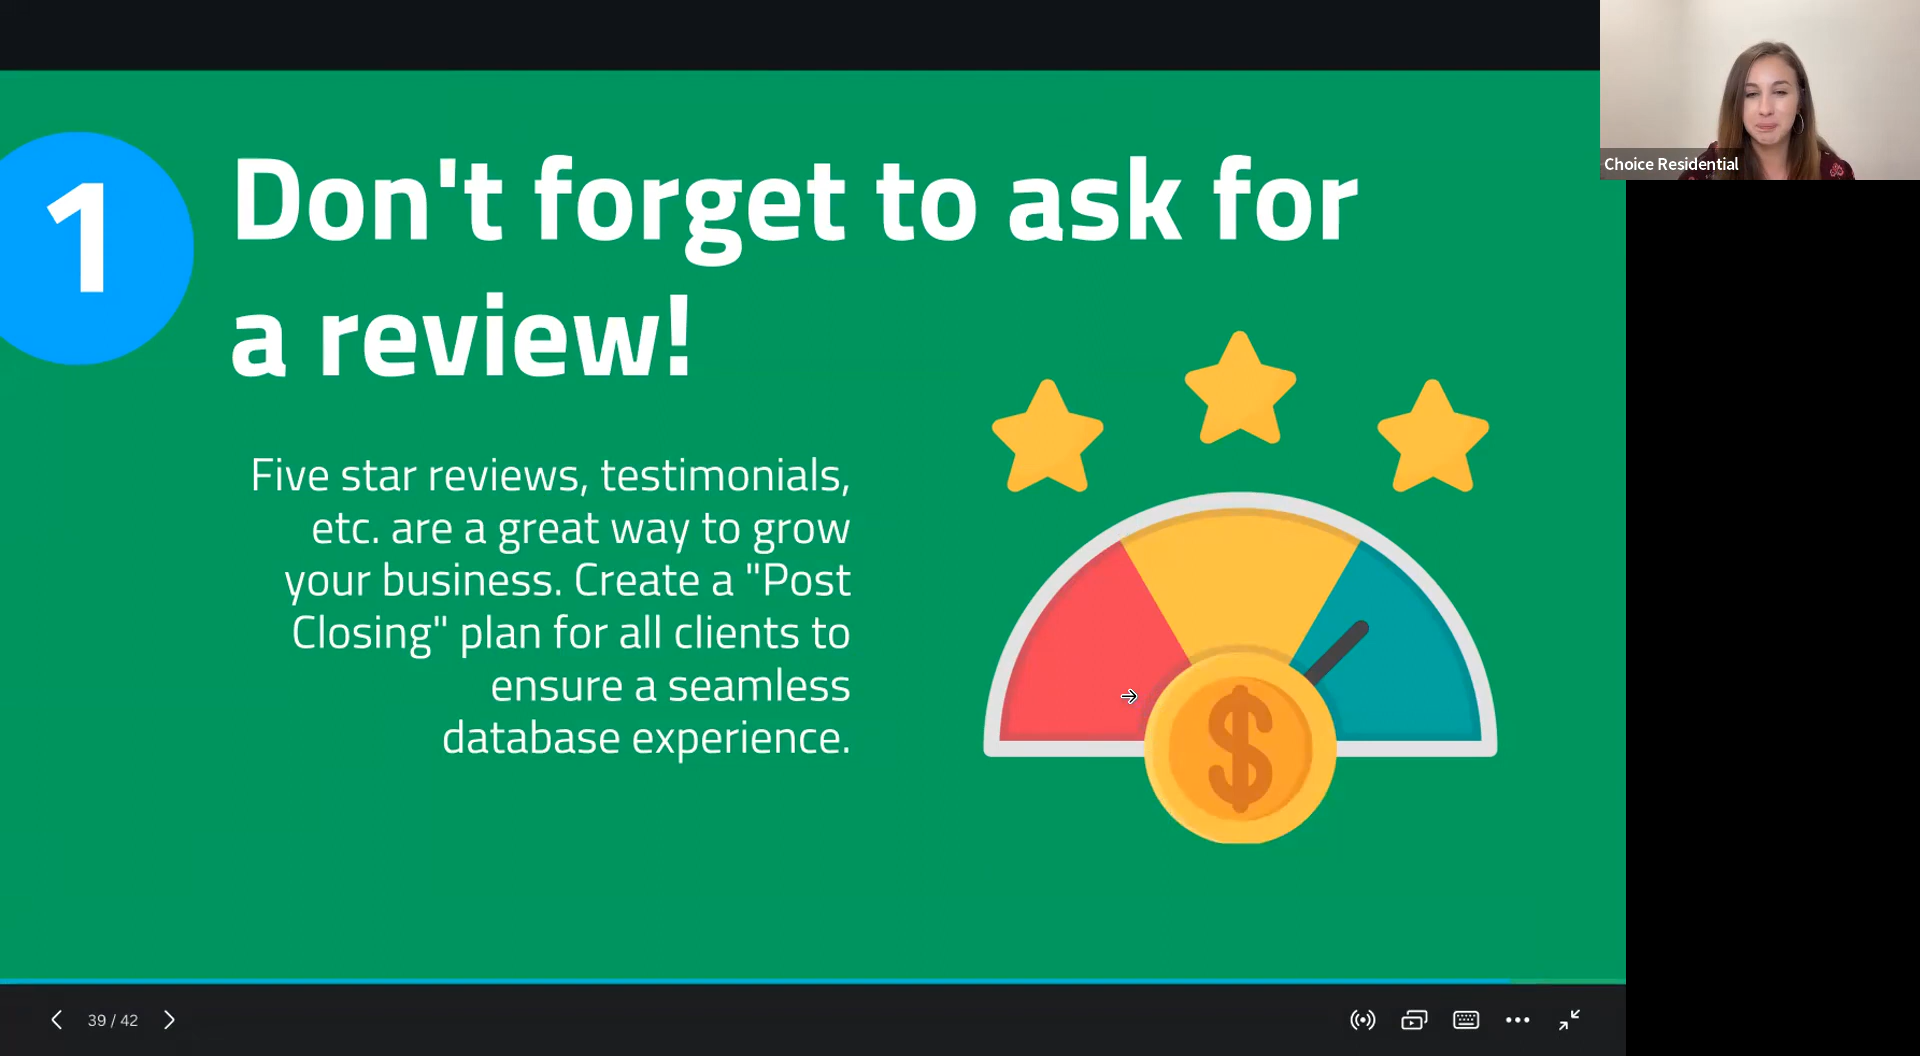 1
Don't forget to ask for
a review!
Five star reviews, testimonials,
etc. are a great way to grow
your business. Create a "Post
Closing" plan for all clients to
ensure a seamless
database experience.
$
Choice Residential
39 / 42